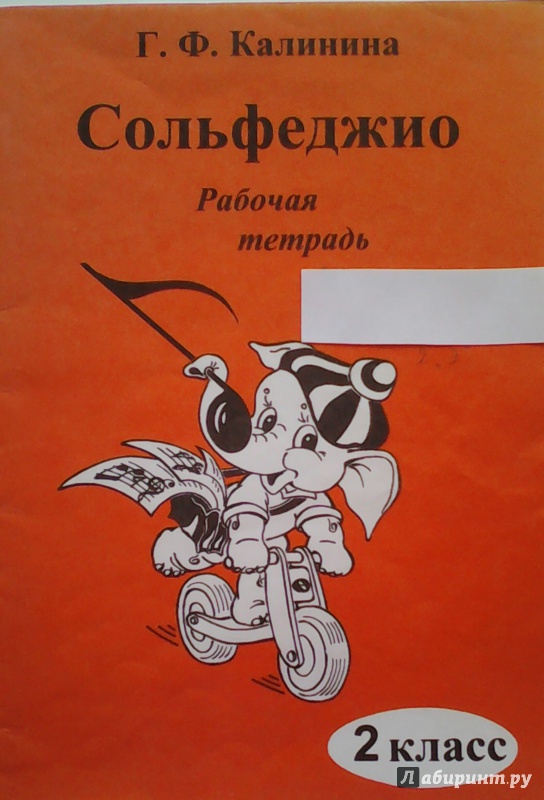 Г. Ф. Калинина
Сольфеджио
Рабочая
тетрадь
2 класс
Лабиринт.ру